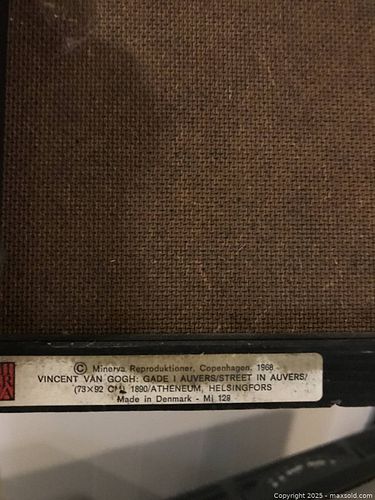 © Minerva Reproduktioner, Copenhagen, 1968
VINCENT VAN GOGH: GADE I AUVERS/STREET IN AUVERS/
(73×92 CM) 1890/ATHENEUM, HELSINGFORS
Made in Denmark - Mi 128
Copyright 2025 - maxsold.com